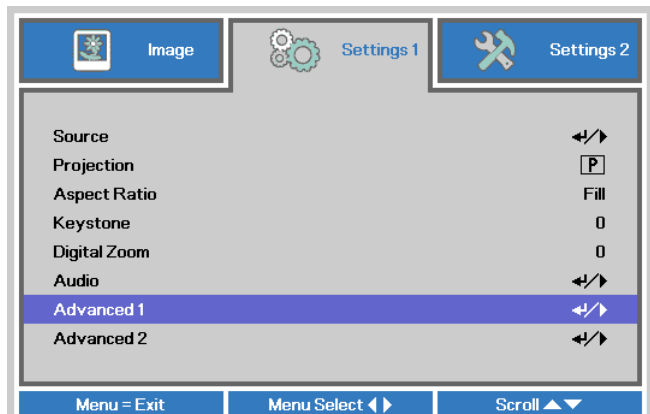 Image Settings 1 Settings 2
Source ↵/▶
Projection P
Aspect Ratio Fill
Keystone 0
Digital Zoom 0
Audio ↵/▶
Advanced 1 ↵/▶
Advanced 2 ↵/▶
Menu = Exit Menu Select ◀▶ Scroll ▲▼